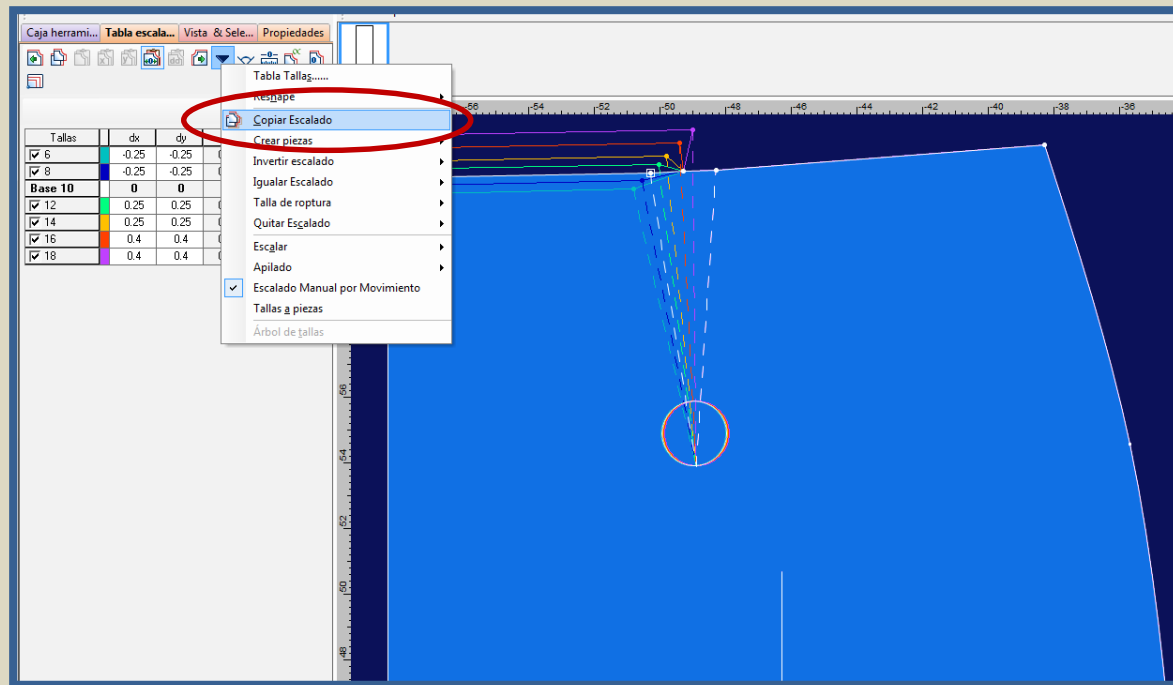 Caja herrami... Tabla escala... Vista & Sele... Propiedades
Tabla Tallas......
Reshape
Copiar Escalado
Crear piezas
Invertir escalado
Igualar Escalado
Talla de roptura
Quitar Escalado
Escalar
Apilado
Escalado Manual por Movimiento
Tallas a piezas
Árbol de tallas
Tallas dx dy
6 -0.25 -0.25
8 -0.25 -0.25
Base 10 0 0
12 0.25 0.25
14 0.25 0.25
16 0.4 0.4
18 0.4 0.4
-56 -54 -52 -50 -48 -46 -44 -42 -40 -38 -36
56
54
52
50
48